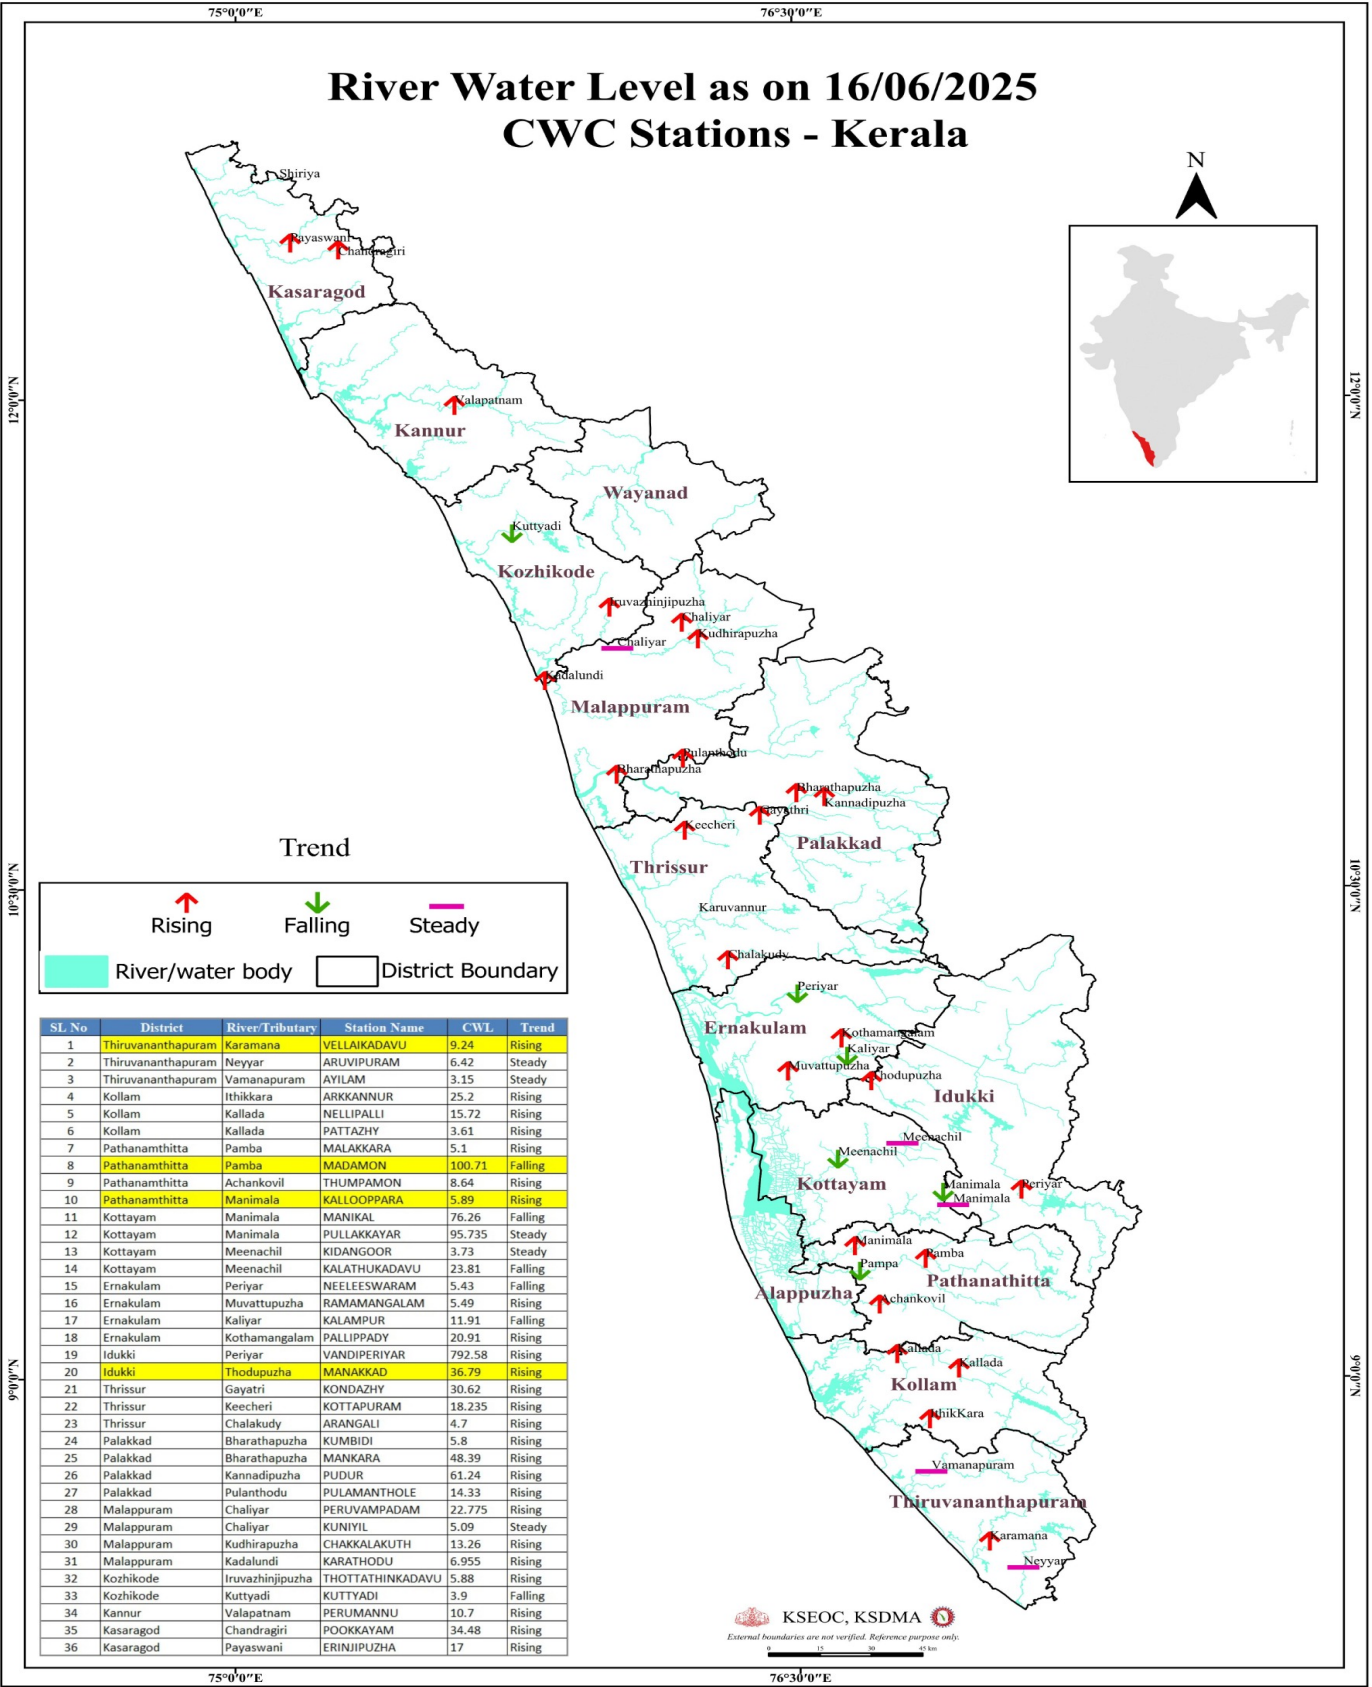 75°0'0"E 76°30'0"E
River Water Level as on 16/06/2025
CWC Stations - Kerala
N
Shiriya
Payaswani
Chandragiri
Kasaragod
12°0'0"N 12°0'0"N
Valapatnam
Kannur
Wayanad
Kuttyadi
Kozhikode
Iruvazhinjipuzha
Chaliyar
Kudhirapuzha
Chaliyar
Kadalundi
Malappuram
Pulanthodu
Bharathapuzha
Bharathapuzha
Kannadipuzha
Gayathri
Keecheri
Palakkad
Thrissur
10°30'0"N 10°30'0"N
Karuvannur
Chalakudy
Periyar
Ernakulam
Kothamangalam
Kaliyar
Muvattupuzha
Thodupuzha
Idukki
Meenachil
Meenachil
Kottayam
Manimala
Periyar
Manimala
Manimala
Pamba
Pampa
Pathanathitta
Alappuzha
Achankovil
Kallada
Kallada
Kollam
9°0'0"N 9°0'0"N
IthikKara
Vamanapuram
Thiruvananthapuram
Karamana
Neyyar
Trend
Rising Falling Steady
River/water body District Boundary
SL No District River/Tributary Station Name CWL Trend
1 Thiruvananthapuram Karamana VELLAIKADAVU 9.24 Rising
2 Thiruvananthapuram Neyyar ARUVIPURAM 6.42 Steady
3 Thiruvananthapuram Vamanapuram AYILAM 3.15 Steady
4 Kollam Ithikkara ARKKANNUR 25.2 Rising
5 Kollam Kallada NELLIPALLI 15.72 Rising
6 Kollam Kallada PATTAZHY 3.61 Rising
7 Pathanamthitta Pamba MALAKKARA 5.1 Rising
8 Pathanamthitta Pamba MADAMON 100.71 Falling
9 Pathanamthitta Achankovil THUMPAMON 8.64 Rising
10 Pathanamthitta Manimala KALLOOPPARA 5.89 Rising
11 Kottayam Manimala MANIKAL 76.26 Falling
12 Kottayam Manimala PULLAKKAYAR 95.735 Steady
13 Kottayam Meenachil KIDANGOOR 3.73 Steady
14 Kottayam Meenachil KALATHUKADAVU 23.81 Falling
15 Ernakulam Periyar NEELEESWARAM 5.43 Falling
16 Ernakulam Muvattupuzha RAMAMANGALAM 5.49 Rising
17 Ernakulam Kaliyar KALAMPUR 11.91 Falling
18 Ernakulam Kothamangalam PALLIPPADY 20.91 Rising
19 Idukki Periyar VANDIPERIYAR 792.58 Rising
20 Idukki Thodupuzha MANAKKAD 36.79 Rising
21 Thrissur Gayatri KONDAZHY 30.62 Rising
22 Thrissur Keecheri KOTTAPURAM 18.235 Rising
23 Thrissur Chalakudy ARANGALI 4.7 Rising
24 Palakkad Bharathapuzha KUMBIDI 5.8 Rising
25 Palakkad Bharathapuzha MANKARA 48.39 Rising
26 Palakkad Kannadipuzha PUDUR 61.24 Rising
27 Palakkad Pulanthodu PULAMANTHOLE 14.33 Rising
28 Malappuram Chaliyar PERUVAMPADAM 22.775 Rising
29 Malappuram Chaliyar KUNIYIL 5.09 Steady
30 Malappuram Kudhirapuzha CHAKKALAKUTH 13.26 Rising
31 Malappuram Kadalundi KARATHODU 6.955 Rising
32 Kozhikode Iruvazhinjipuzha THOTTATHINKADAVU 5.88 Rising
33 Kozhikode Kuttyadi KUTTYADI 3.9 Falling
34 Kannur Valapatnam PERUMANNU 10.7 Rising
35 Kasaragod Chandragiri POOKKAYAM 34.48 Rising
36 Kasaragod Payaswani ERINJIPUZHA 17 Rising
KSEOC, KSDMA
External boundaries are not verified. Reference purpose only.
0 15 30 45 km
75°0'0"E 76°30'0"E